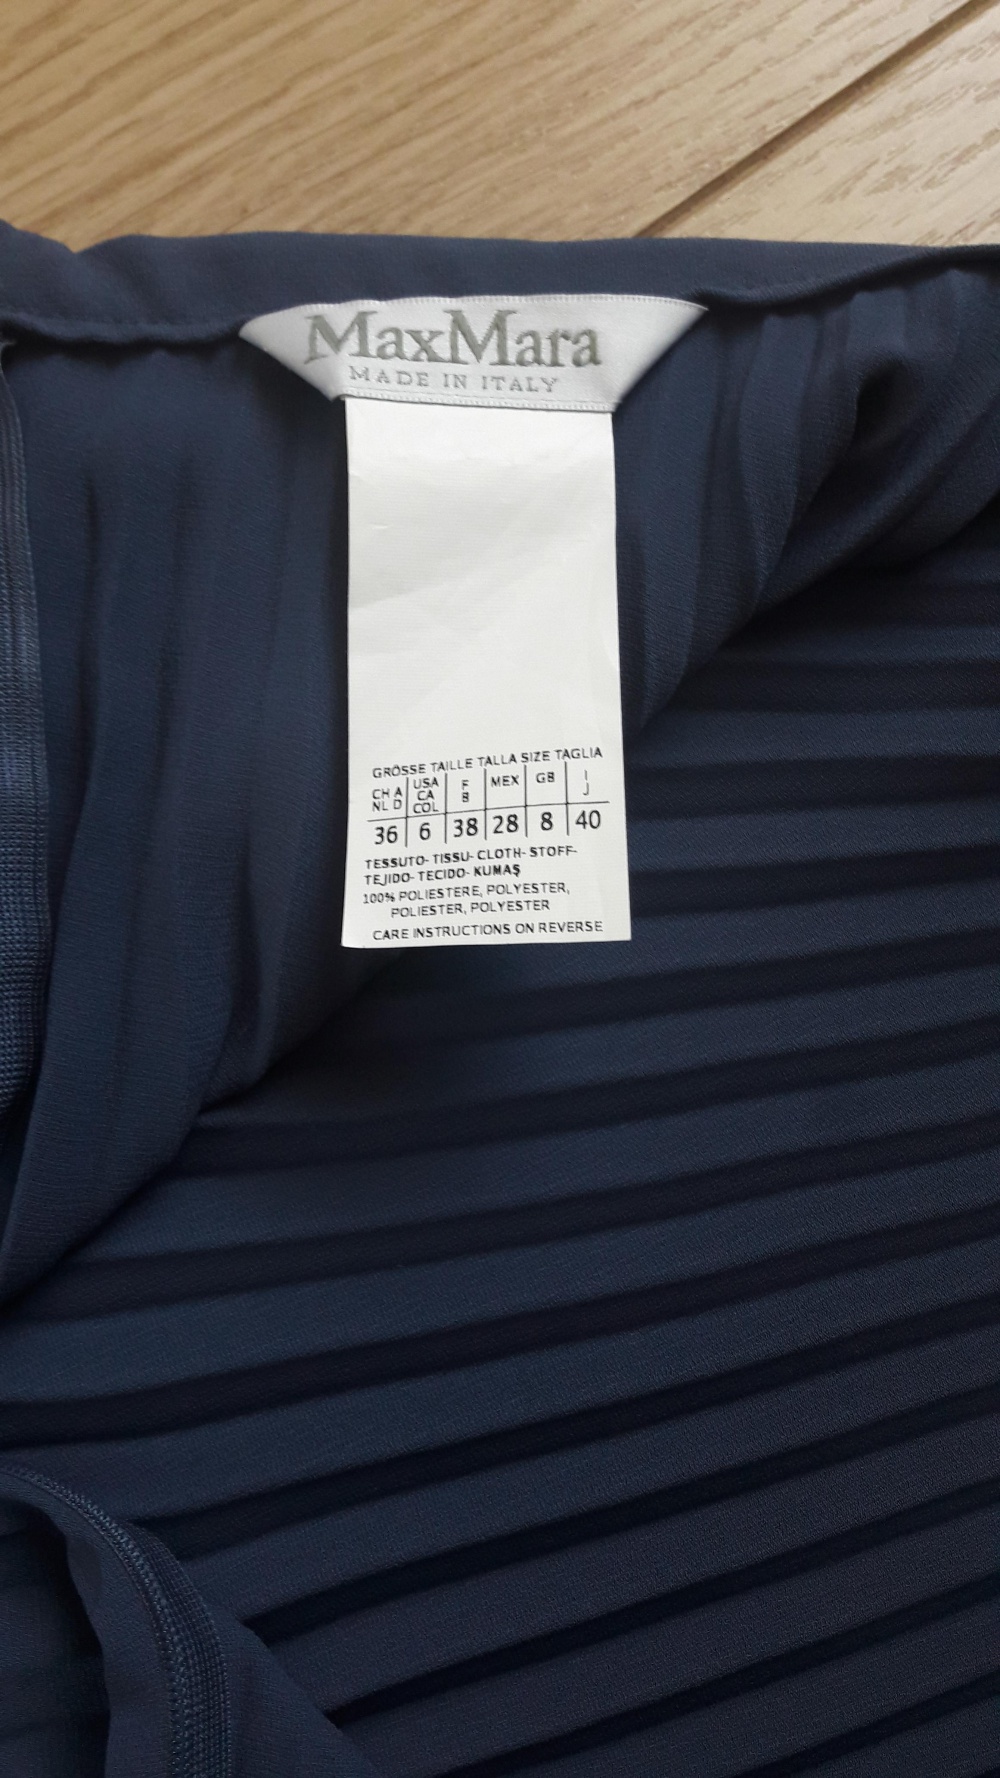 MaxMara
MADE IN ITALY
GRÖSSE TAILLE TALLA SIZE TAGLIA
CH A NL D | USA CA COL | F B | MEX | GB | I J
36 | 6 | 38 | 28 | 8 | 40
TESSUTO- TISSU- CLOTH- STOFF-
TEJIDO- TECIDO- KUMAŞ
100% POLIESTERE, POLYESTER,
POLIESTER, POLYESTER
CARE INSTRUCTIONS ON REVERSE